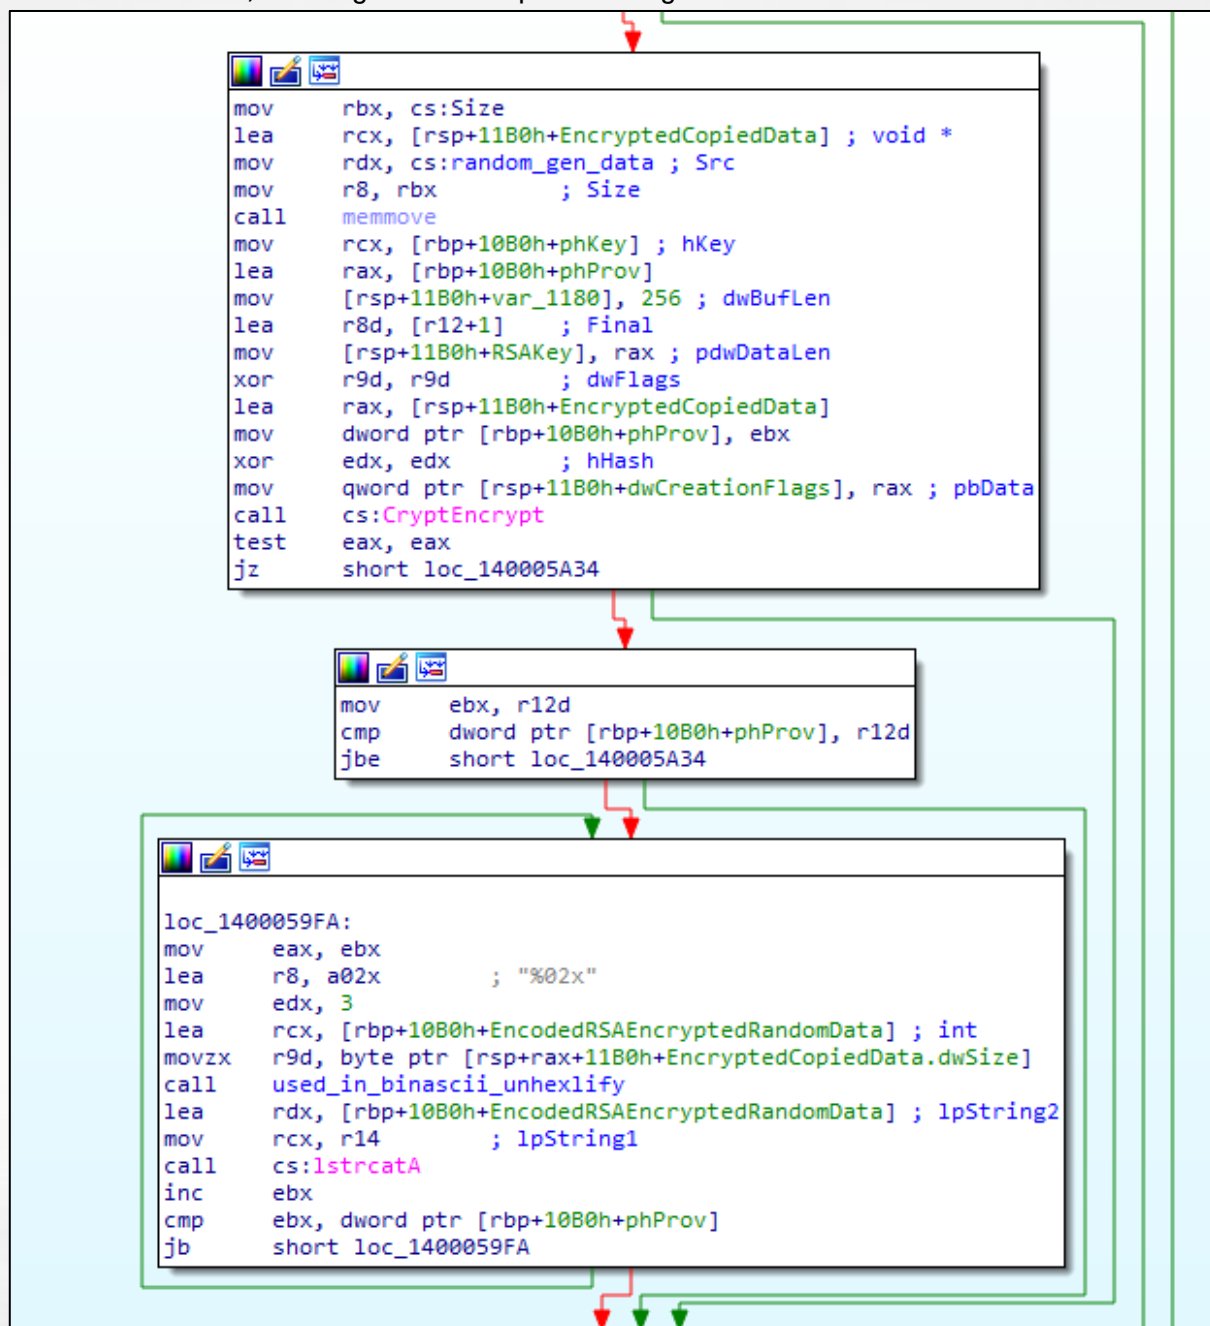 mov rbx, cs:Size
lea rcx, [rsp+11B0h+EncryptedCopiedData] ; void *
mov rdx, cs:random_gen_data ; Src
mov r8, rbx ; Size
call memmove
mov rcx, [rbp+10B0h+phKey] ; hKey
lea rax, [rbp+10B0h+phProv]
mov [rsp+11B0h+var_1180], 256 ; dwBufLen
lea r8d, [r12+1] ; Final
mov [rsp+11B0h+RSAKey], rax ; pdwDataLen
xor r9d, r9d ; dwFlags
lea rax, [rsp+11B0h+EncryptedCopiedData]
mov dword ptr [rbp+10B0h+phProv], ebx
xor edx, edx ; hHash
mov qword ptr [rsp+11B0h+dwCreationFlags], rax ; pbData
call cs:CryptEncrypt
test eax, eax
jz short loc_140005A34
mov ebx, r12d
cmp dword ptr [rbp+10B0h+phProv], r12d
jbe short loc_140005A34
loc_1400059FA:
mov eax, ebx
lea r8, a02x ; "%02x"
mov edx, 3
lea rcx, [rbp+10B0h+EncodedRSAEncryptedRandomData] ; int
movzx r9d, byte ptr [rsp+rax+11B0h+EncryptedCopiedData.dwSize]
call used_in_binascii_unhexlify
lea rdx, [rbp+10B0h+EncodedRSAEncryptedRandomData] ; lpString2
mov rcx, r14 ; lpString1
call cs:lstrcatA
inc ebx
cmp ebx, dword ptr [rbp+10B0h+phProv]
jb short loc_1400059FA